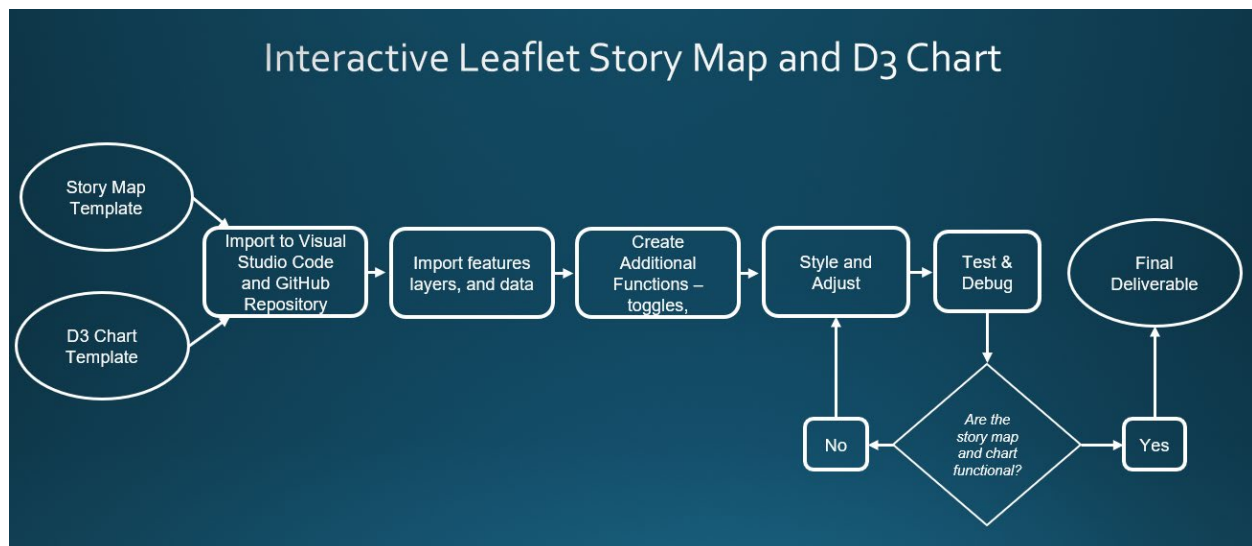 Interactive Leaflet Story Map and D3 Chart
Story Map
Template
D3 Chart
Template
Import to Visual
Studio Code
and GitHub
Repository
Import features
layers, and data
Create
Additional
Functions –
toggles,
Style and
Adjust
Test &
Debug
Are the
story map
and chart
functional?
No
Yes
Final
Deliverable